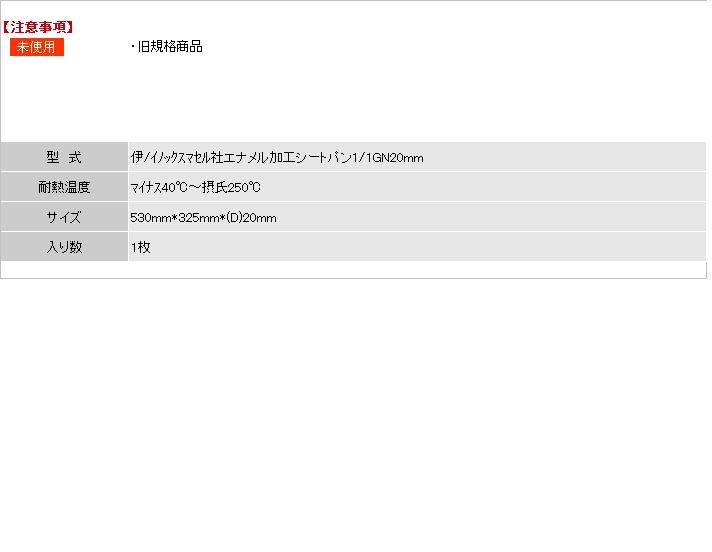 【注意事項】
未使用 ・旧規格商品
型　式 伊/ｲﾉｯｸｽﾏｾﾙ社エナメル加工シートパン1/1GN20mm
耐熱温度 ﾏｲﾅｽ40℃～摂氏250℃
サイズ 530mm*325mm*(D)20mm
入り数 1枚